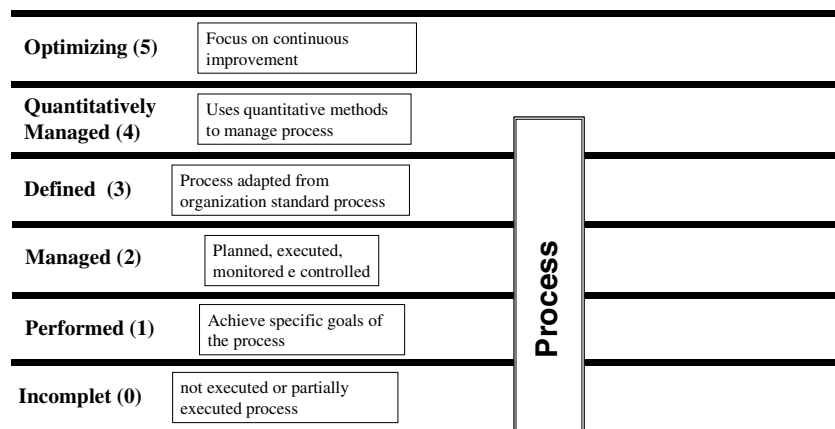 Optimizing (5)
Focus on continuous
improvement
Quantitatively
Managed (4)
Uses quantitative methods
to manage process
Defined  (3)
Process adapted from
organization standard process
Managed (2)
Planned, executed,
monitored e controlled
Performed (1)
Achieve specific goals of
the process
Incomplet (0)
not executed or partially
executed process
Process